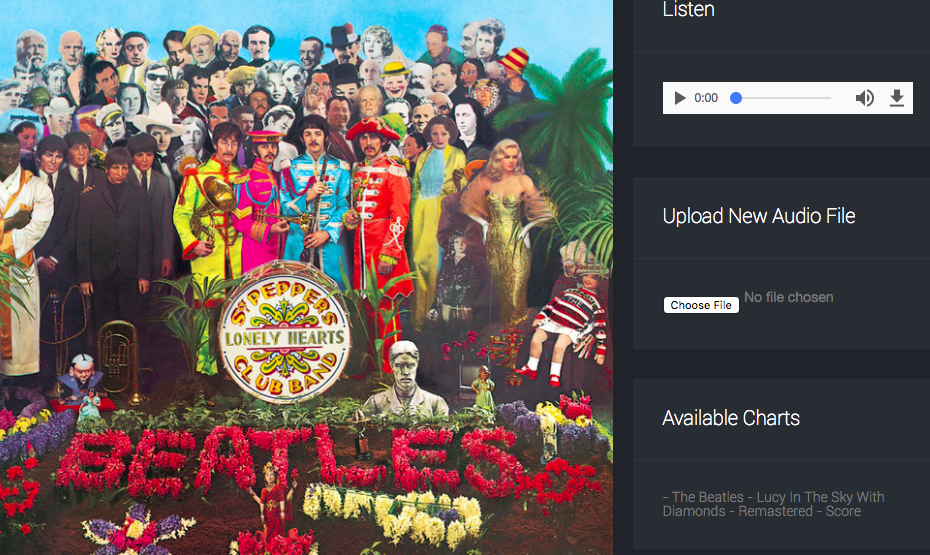 Listen
0:00
Upload New Audio File
Choose File No file chosen
Available Charts
- The Beatles - Lucy In The Sky With
Diamonds - Remastered - Score
SGT PEPPERS
LONELY HEARTS
CLUB BAND
BEATLES